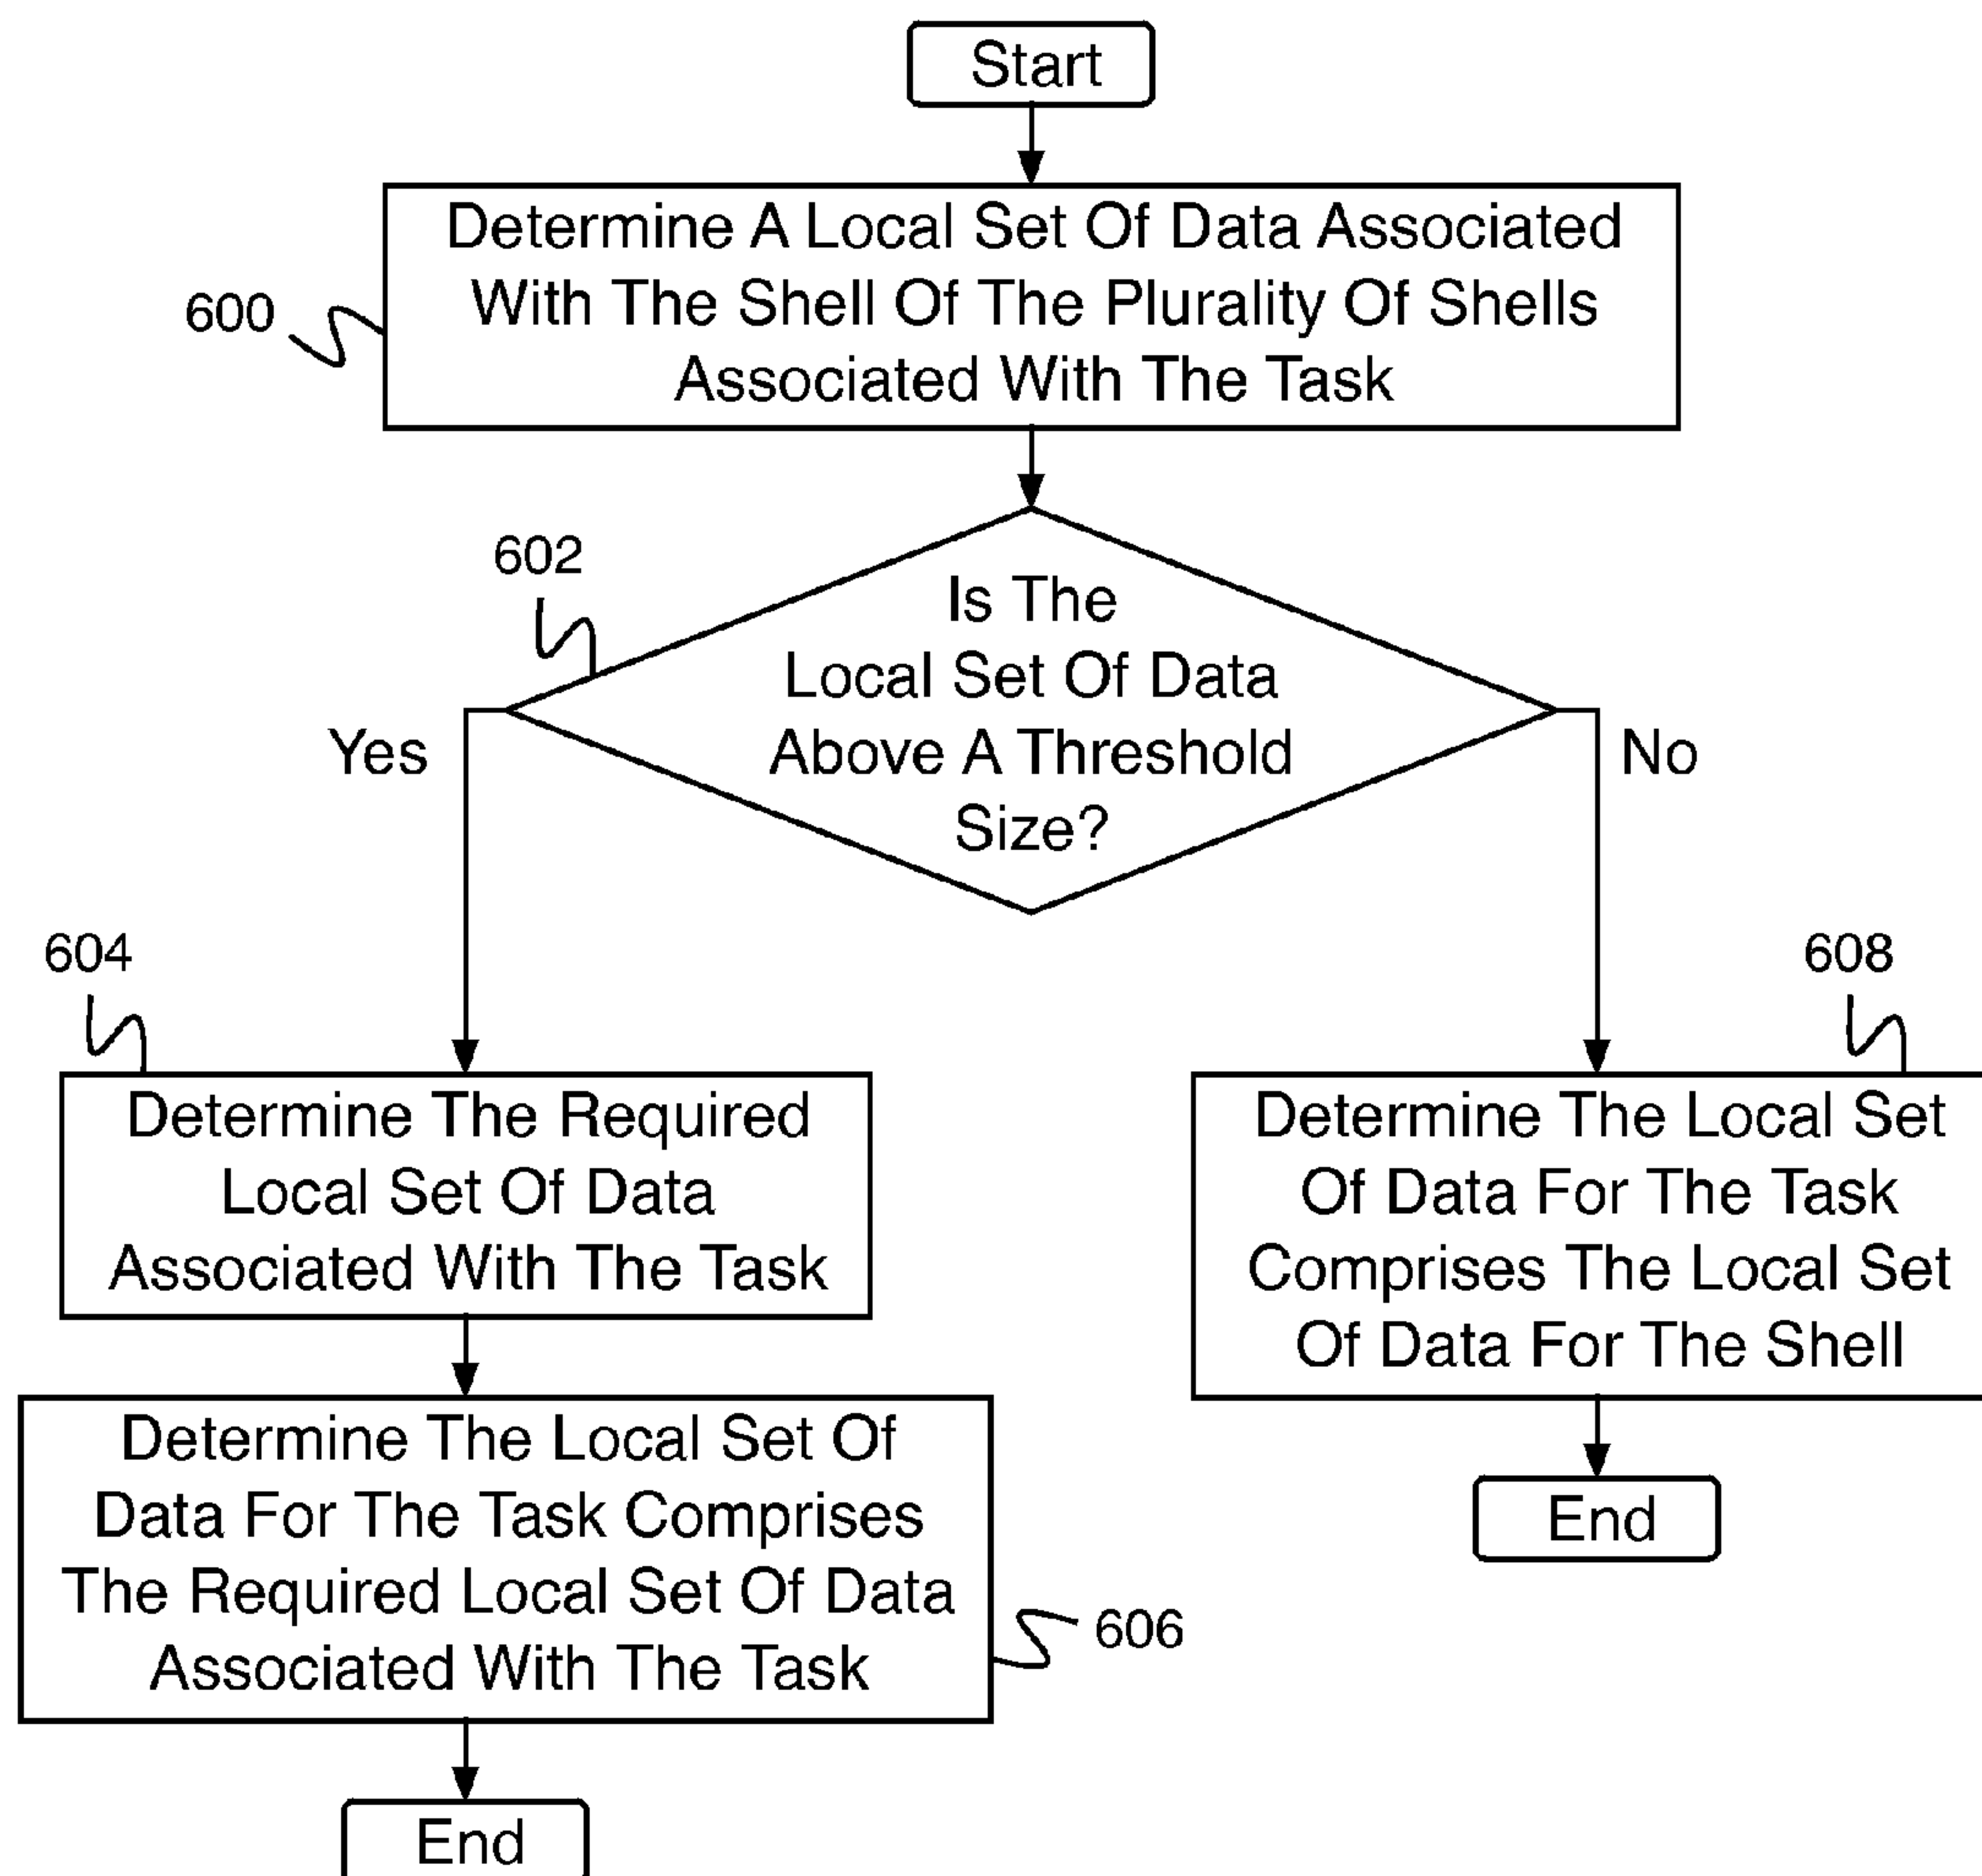 Start
Determine A Local Set Of Data Associated
With The Shell Of The Plurality Of Shells
Associated With The Task
600
602
Is The
Local Set Of Data
Above A Threshold
Size?
Yes
No
604
Determine The Required
Local Set Of Data
Associated With The Task
608
Determine The Local Set
Of Data For The Task
Comprises The Local Set
Of Data For The Shell
Determine The Local Set Of
Data For The Task Comprises
The Required Local Set Of Data
Associated With The Task
606
End
End